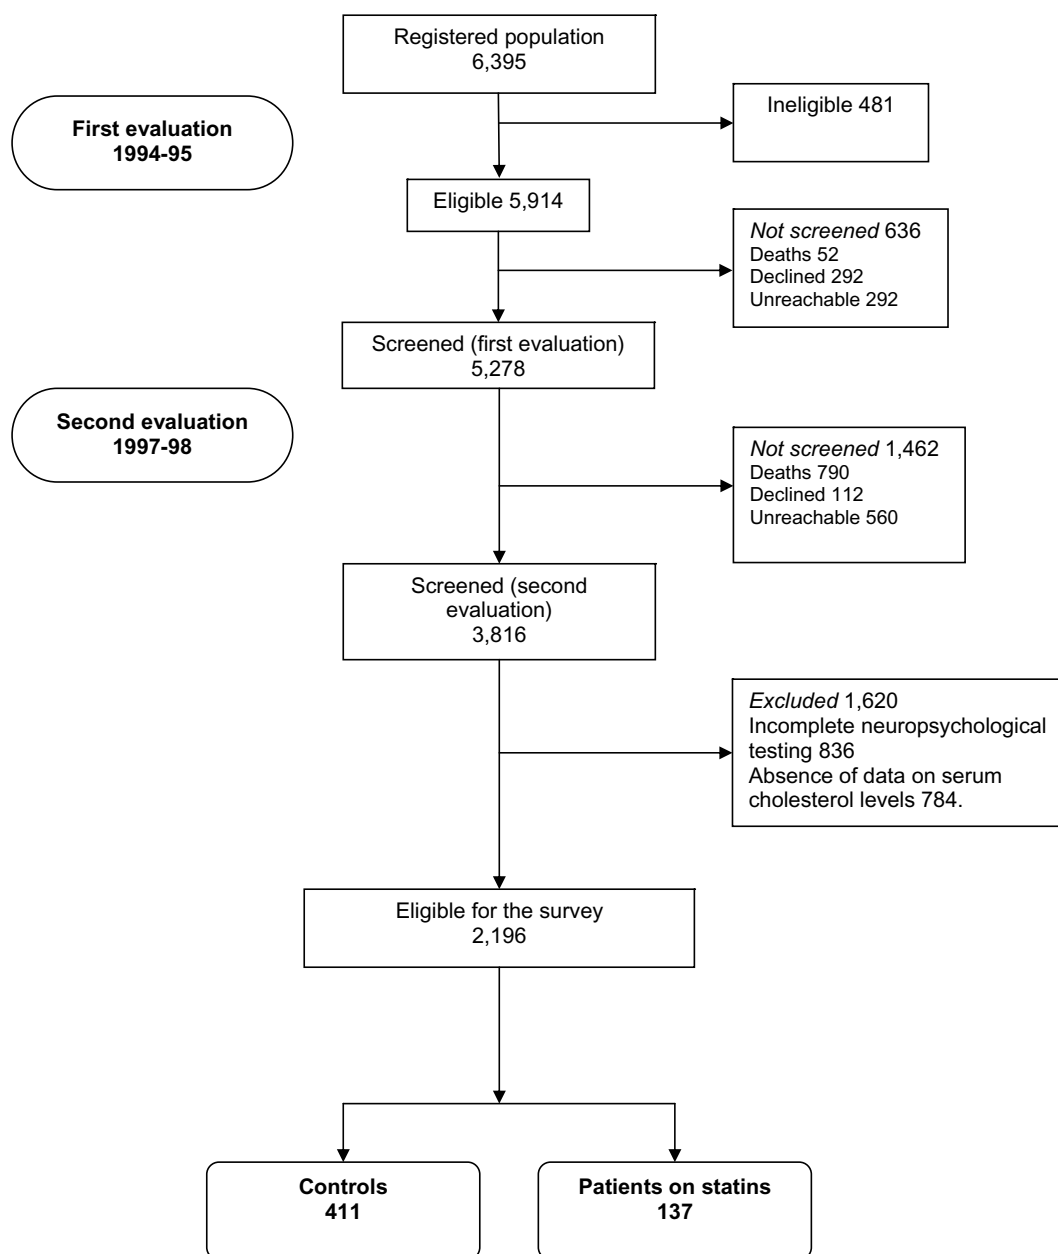 Registered population
6,395
First evaluation
1994-95
Ineligible 481
Eligible 5,914
Not screened 636
Deaths 52
Declined 292
Unreachable 292
Screened (first evaluation)
5,278
Second evaluation
1997-98
Not screened 1,462
Deaths 790
Declined 112
Unreachable 560
Screened (second
evaluation)
3,816
Excluded 1,620
Incomplete neuropsychological
testing 836
Absence of data on serum
cholesterol levels 784.
Eligible for the survey
2,196
Controls
411
Patients on statins
137